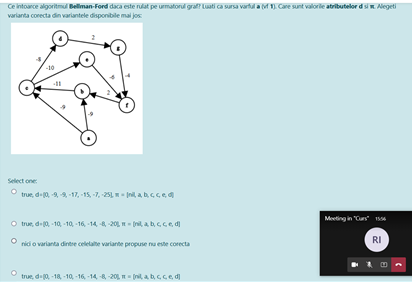 Ce intoarce algoritmul Bellman-Ford daca este rulat pe urmatorul graf? Luati ca sursa varful a (vf 1). Care sunt valorile atributelor d si π. Alegeti
varianta corecta din variantele disponibile mai jos:
d
2
g
-8
e
-10
-6
-4
c
-11
b
2
f
-9
-9
a
Select one:
true, d=[0, -9, -9, -17, -15, -7, -25], π = [nil, a, b, c, c, e, d]
true, d=[0, -10, -10, -16, -14, -8, -20], π = [nil, a, b, c, c, e, d]
nici o varianta dintre celelalte variante propuse nu este corecta
true, d=[0, -18, -10, -16, -14, -8, -20], π = [nil, a, b, c, c, e, d]
Meeting in "Curs"
15:56
RI